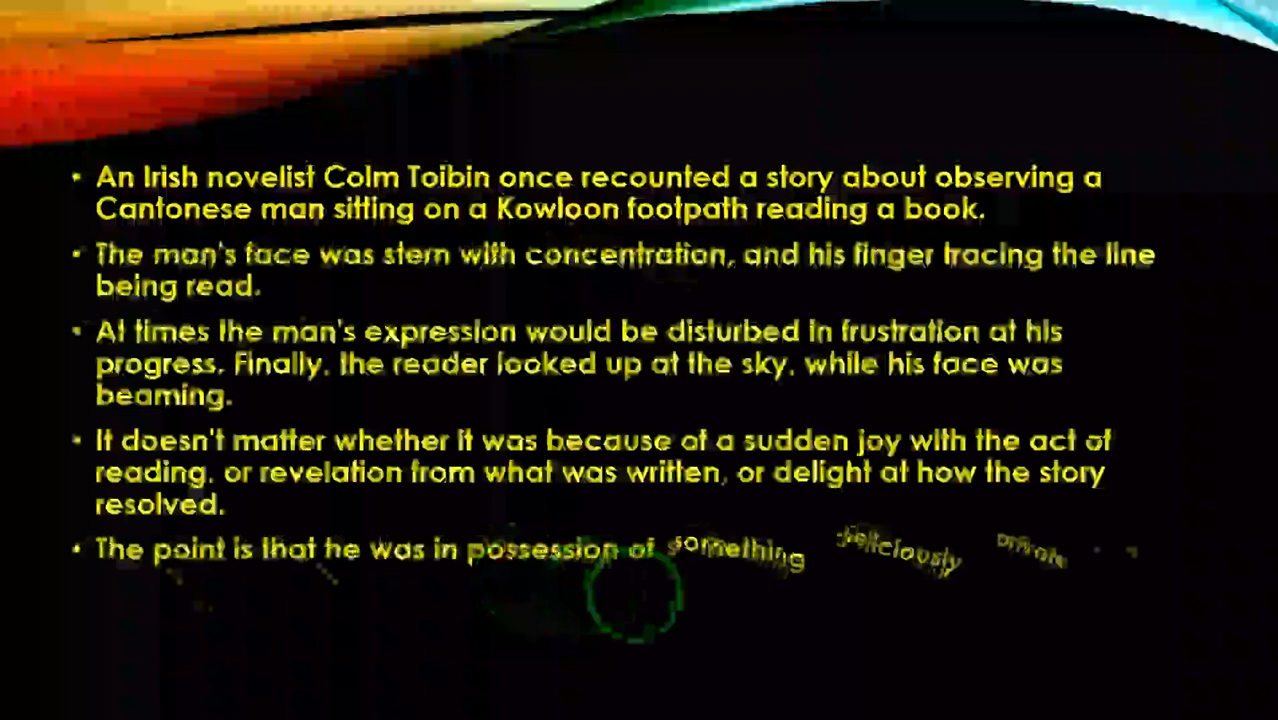 • An Irish novelist Colm Toibin once recounted a story about observing a
Cantonese man sitting on a Kowloon footpath reading a book.
• The man's face was stern with concentration, and his finger tracing the line
being read.
• At times the man's expression would be disturbed in frustration at his
progress. Finally, the reader looked up at the sky, while his face was
beaming.
• It doesn't matter whether it was because of a sudden joy with the act of
reading, or revelation from what was written, or delight at how the story
resolved.
• The point is that he was in possession of something deliciously private